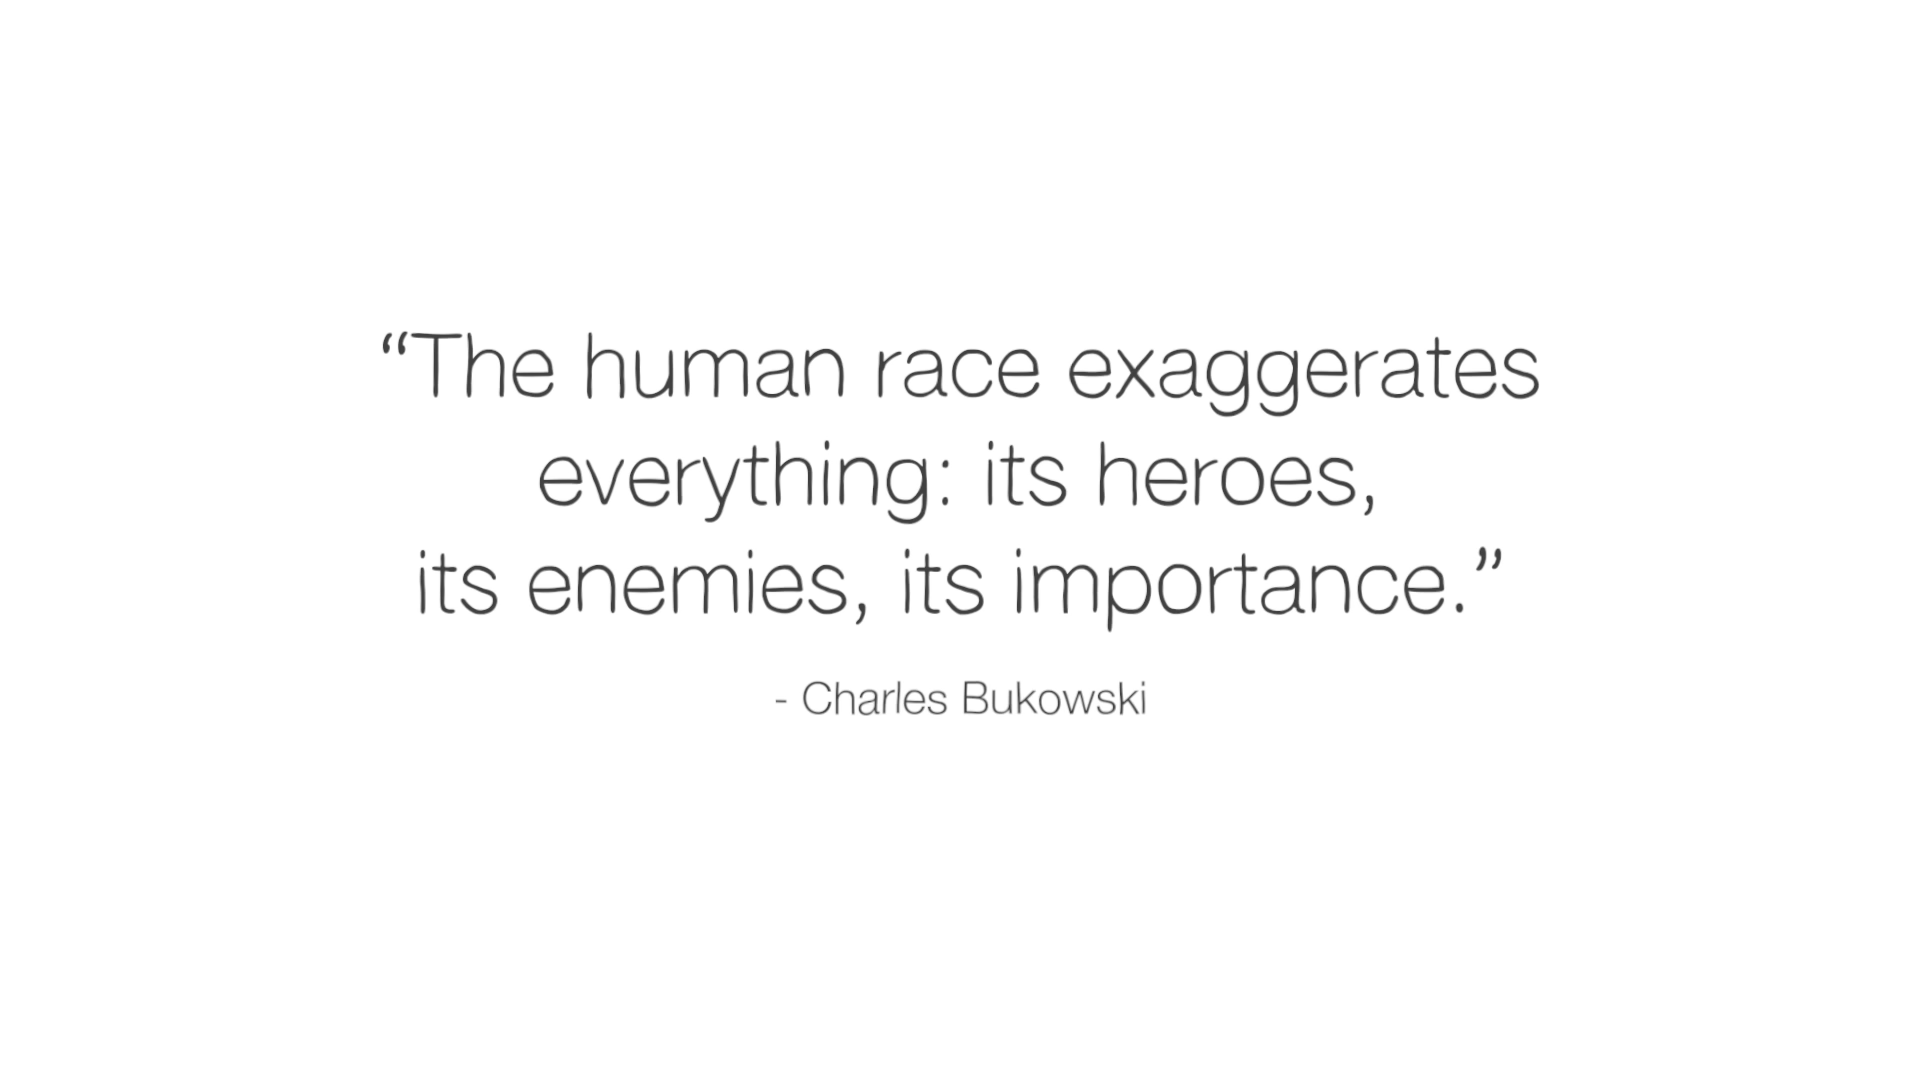 “The human race exaggerates
everything: its heroes,
its enemies, its importance.”
- Charles Bukowski